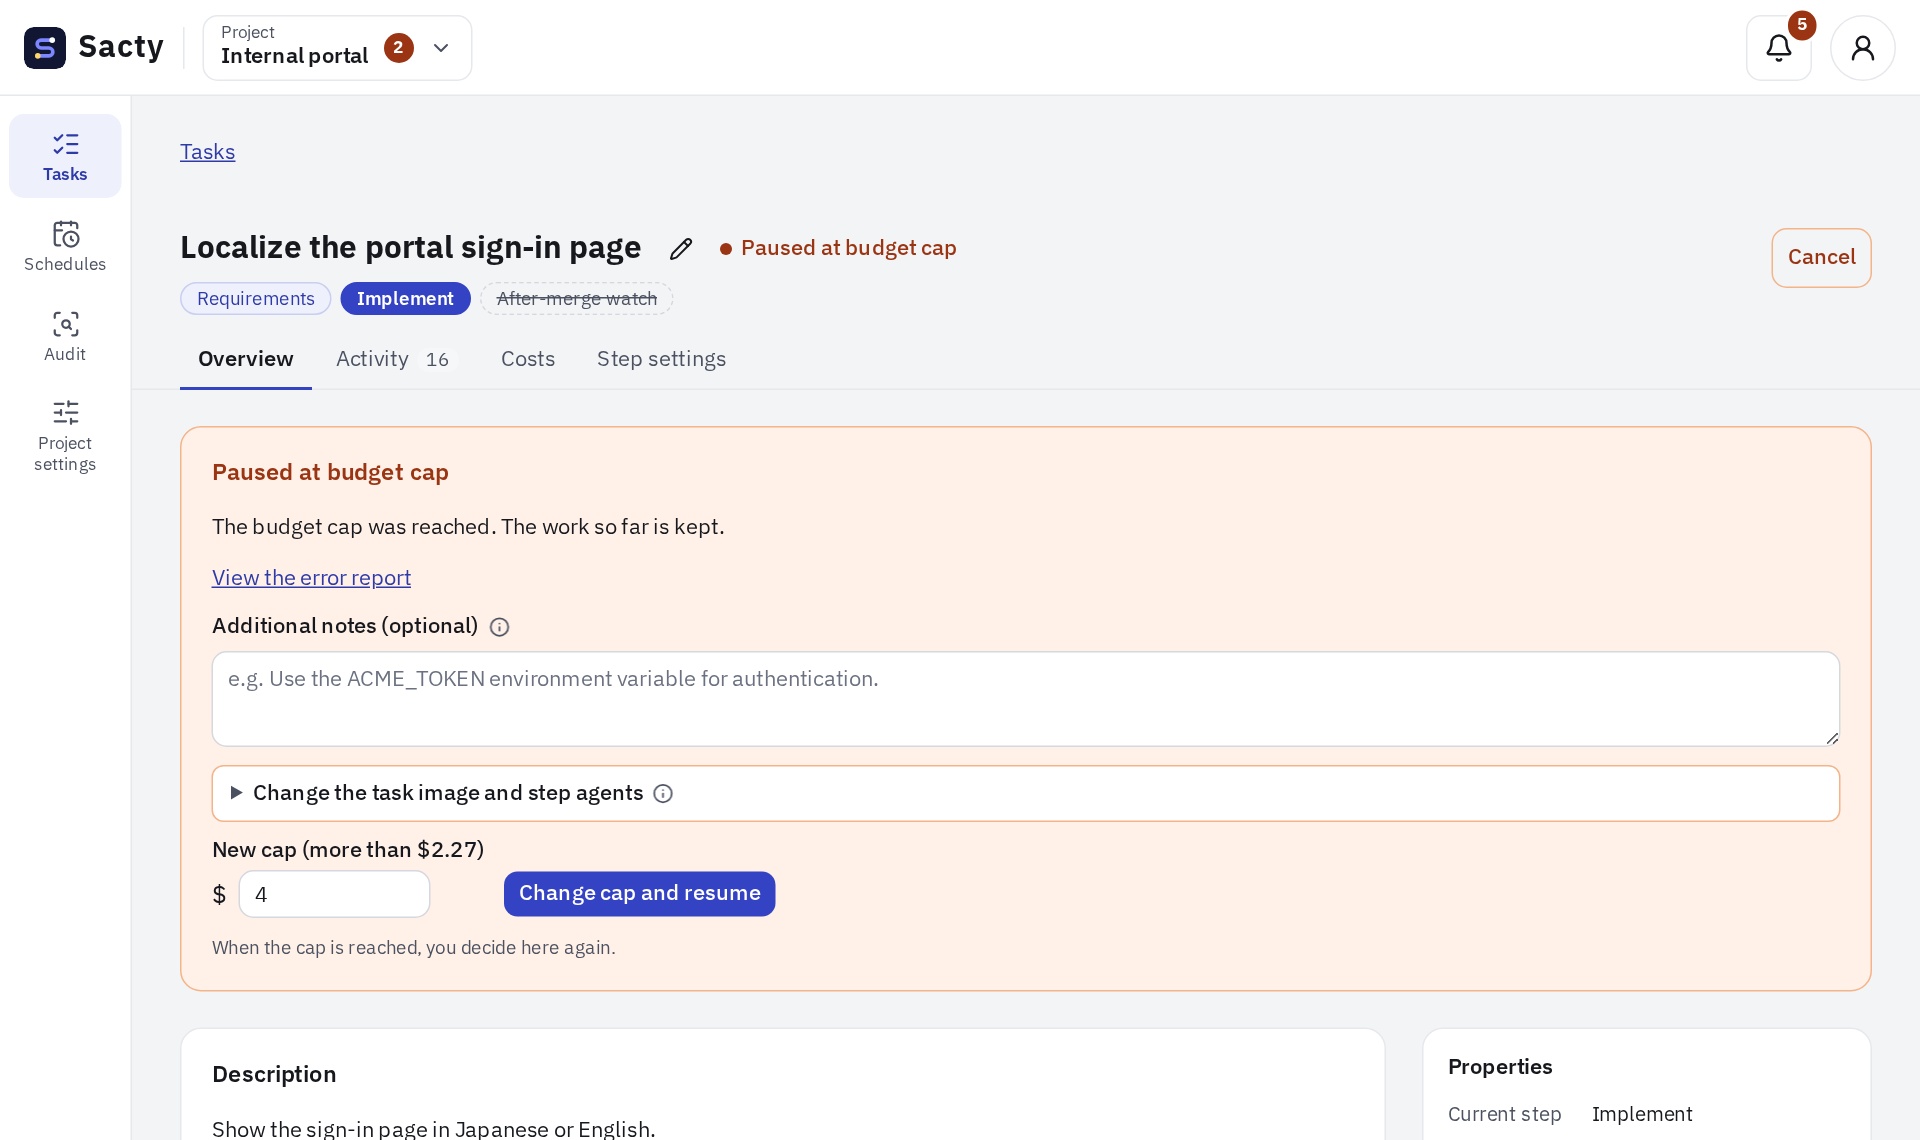 Sacty
Project
Internal portal
2
5
Tasks
Schedules
Audit
Project
settings
Tasks
Localize the portal sign-in page
Paused at budget cap
Cancel
Requirements
Implement
After-merge watch
Overview
Activity 16
Costs
Step settings
Paused at budget cap
The budget cap was reached. The work so far is kept.
View the error report
Additional notes (optional)
e.g. Use the ACME_TOKEN environment variable for authentication.
Change the task image and step agents
New cap (more than $2.27)
$ 4
Change cap and resume
When the cap is reached, you decide here again.
Description
Show the sign-in page in Japanese or English.
Properties
Current step Implement